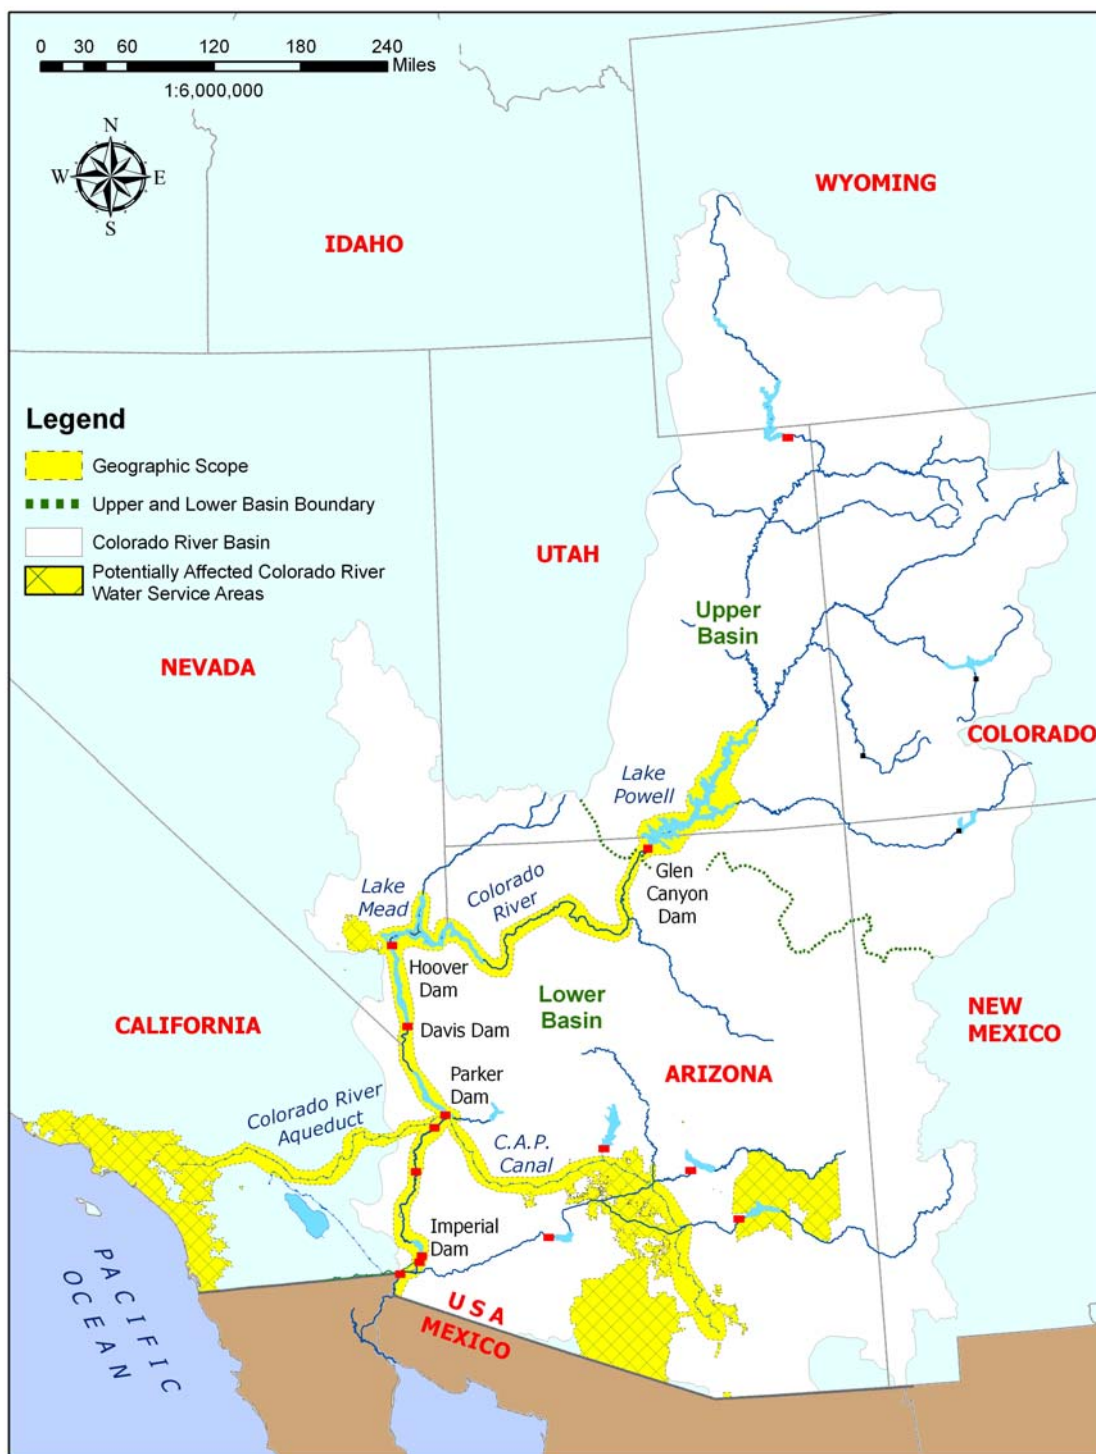 0 30 60 120 180 240
Miles
1:6,000,000
N
W E
S
WYOMING
IDAHO
Legend
Geographic Scope
Upper and Lower Basin Boundary
Colorado River Basin
Potentially Affected Colorado River
Water Service Areas
UTAH
Upper
Basin
NEVADA
COLORADO
Lake
Powell
Glen
Canyon
Dam
Colorado
River
Lake
Mead
Hoover
Dam
Lower
Basin
NEW
MEXICO
CALIFORNIA
Davis Dam
ARIZONA
Parker
Dam
Colorado River
Aqueduct
C.A.P.
Canal
Imperial
Dam
PACIFIC
OCEAN
USA
MEXICO